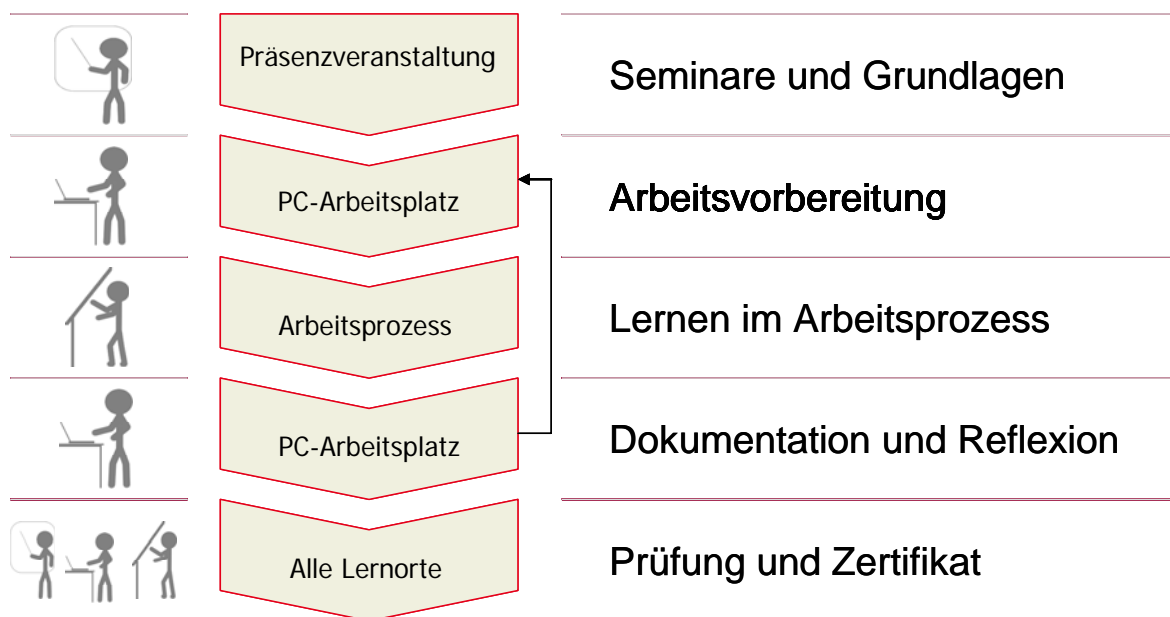 Präsenzveranstaltung
Seminare und Grundlagen
PC-Arbeitsplatz
Arbeitsvorbereitung
Arbeitsprozess
Lernen im Arbeitsprozess
PC-Arbeitsplatz
Dokumentation und Reflexion
Alle Lernorte
Prüfung und Zertifikat